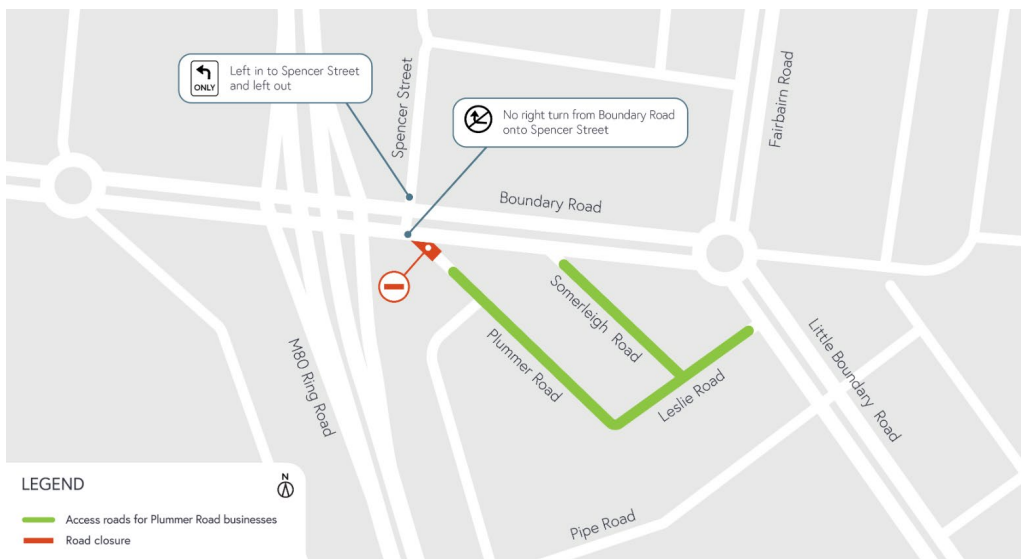 ONLY
Left in to Spencer Street
and left out
Spencer Street
No right turn from Boundary Road
onto Spencer Street
Fairbairn Road
Boundary Road
Somerleigh Road
Plummer Road
M80 Ring Road
Leslie Road
Little Boundary Road
Pipe Road
LEGEND
N
Access roads for Plummer Road businesses
Road closure